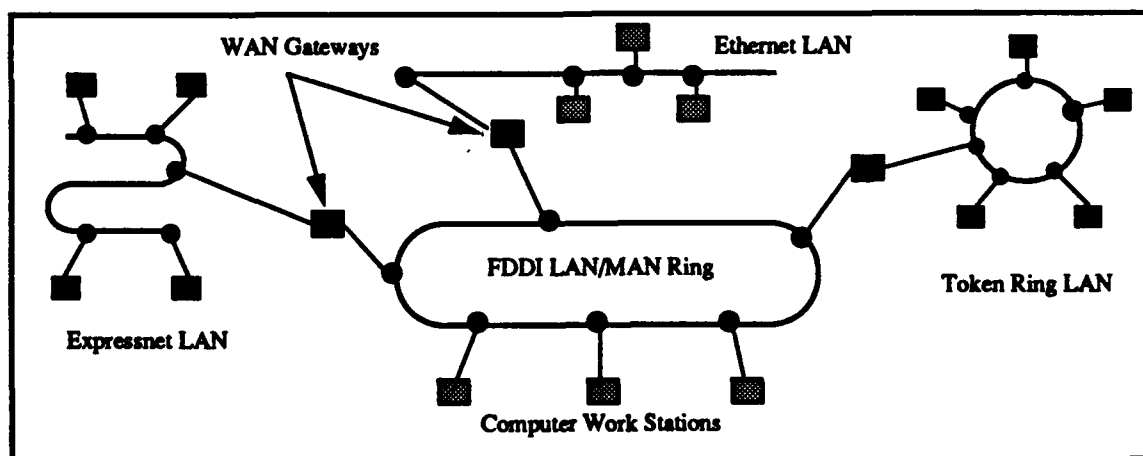 WAN Gateways
Ethernet LAN
FDDI LAN/MAN Ring
Token Ring LAN
Expressnet LAN
Computer Work Stations